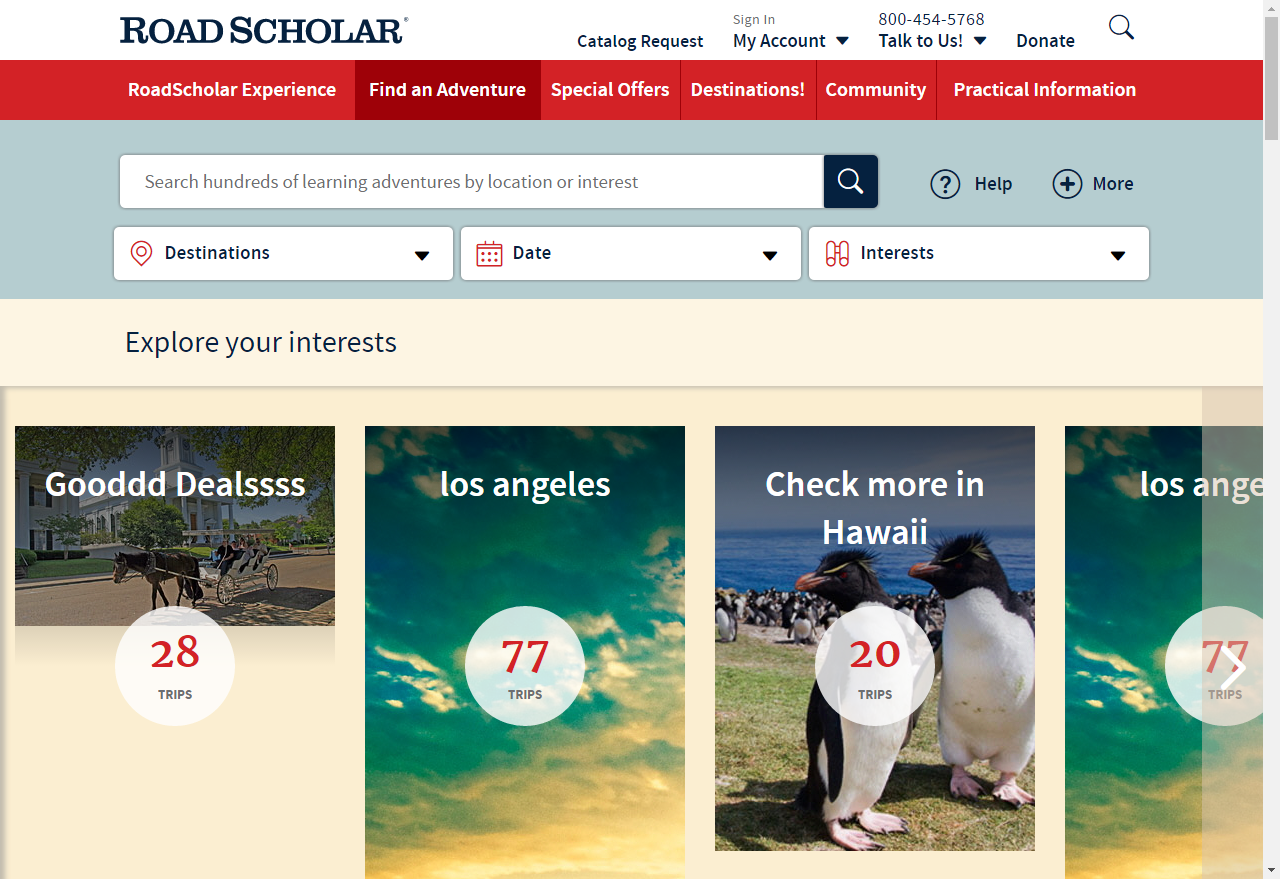 ROAD SCHOLAR®
Sign In
800-454-5768
Catalog Request
My Account
Talk to Us!
Donate
RoadScholar Experience
Find an Adventure
Special Offers
Destinations!
Community
Practical Information
Search hundreds of learning adventures by location or interest
Help
More
Destinations
Date
Interests
Explore your interests
Gooddd Dealssss
28
TRIPS
los angeles
77
TRIPS
Check more in
Hawaii
20
TRIPS
los ange
77
TRIPS